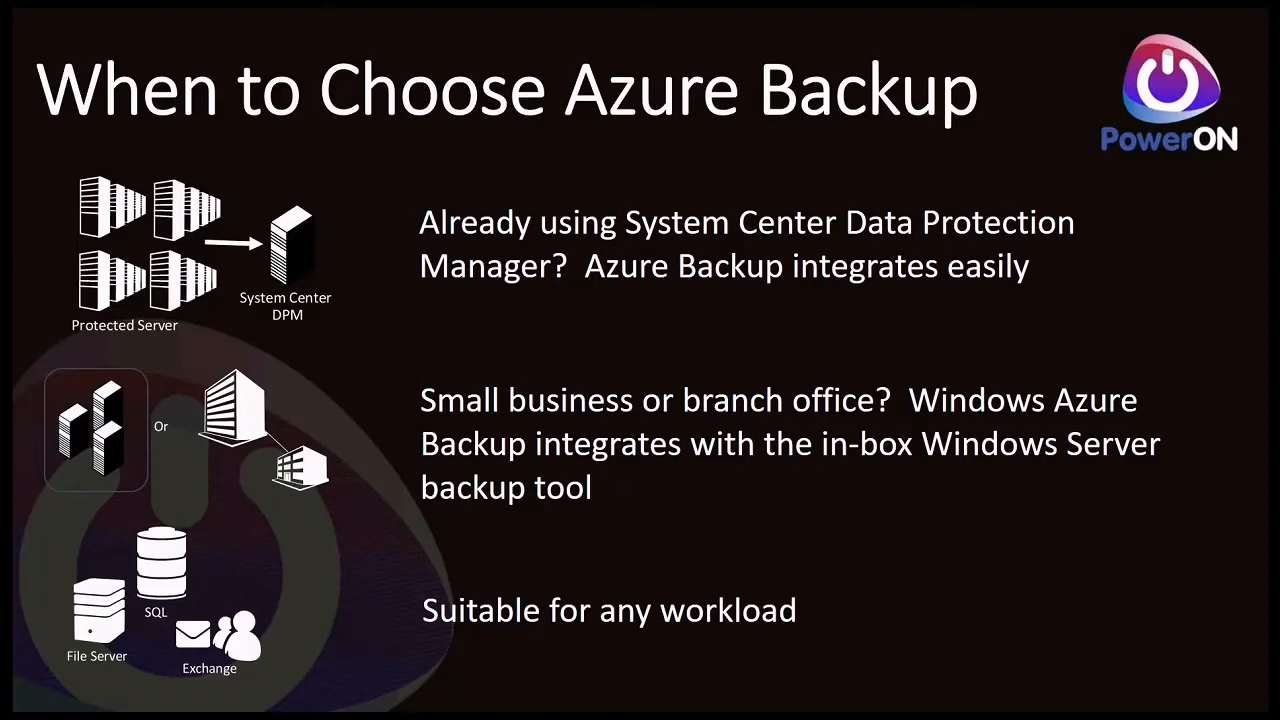 When to Choose Azure Backup
PowerON
Already using System Center Data Protection
Manager?  Azure Backup integrates easily
System Center
DPM
Protected Server
Small business or branch office?  Windows Azure
Backup integrates with the in-box Windows Server
backup tool
Or
Suitable for any workload
SQL
File Server
Exchange